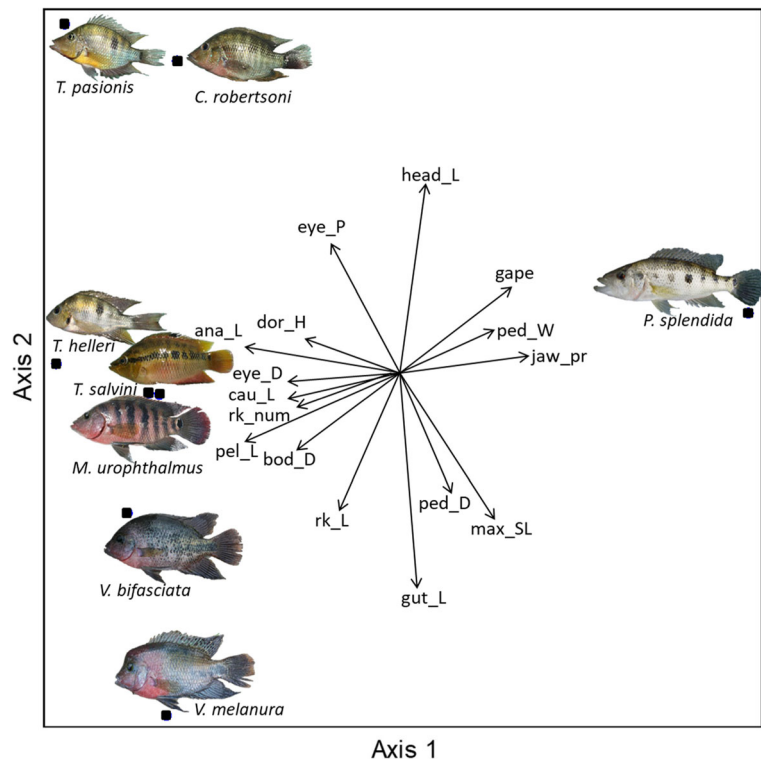 T. pasionis
C. robertsoni
head_L
eye_P
gape
P. splendida
ana_L
dor_H
ped_W
T. helleri
jaw_pr
Axis 2
eye_D
T. salvini
cau_L
rk_num
pel_L
bod_D
M. urophthalmus
ped_D
rk_L
max_SL
V. bifasciata
gut_L
V. melanura
Axis 1